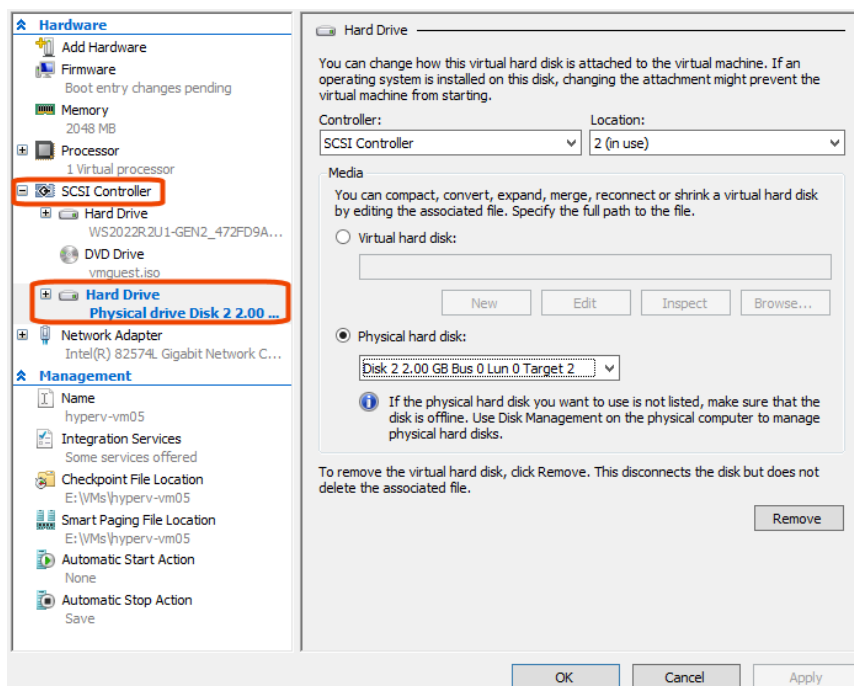 Hardware
Add Hardware
Firmware
Boot entry changes pending
Memory
2048 MB
Processor
1 Virtual processor
SCSI Controller
Hard Drive
WS2022R2U1-GEN2_472FD9A...
DVD Drive
vmguest.iso
Hard Drive
Physical drive Disk 2 2.00 ...
Network Adapter
Intel(R) 82574L Gigabit Network C...
Management
Name
hyperv-vm05
Integration Services
Some services offered
Checkpoint File Location
E:\VMs\hyperv-vm05
Smart Paging File Location
E:\VMs\hyperv-vm05
Automatic Start Action
None
Automatic Stop Action
Save
Hard Drive
You can change how this virtual hard disk is attached to the virtual machine. If an
operating system is installed on this disk, changing the attachment might prevent the
virtual machine from starting.
Controller:
Location:
SCSI Controller
2 (in use)
Media
You can compact, convert, expand, merge, reconnect or shrink a virtual hard disk
by editing the associated file. Specify the full path to the file.
Virtual hard disk:
New
Edit
Inspect
Browse...
Physical hard disk:
Disk 2 2.00 GB Bus 0 Lun 0 Target 2
If the physical hard disk you want to use is not listed, make sure that the
disk is offline. Use Disk Management on the physical computer to manage
physical hard disks.
To remove the virtual hard disk, click Remove. This disconnects the disk but does not
delete the associated file.
Remove
OK
Cancel
Apply